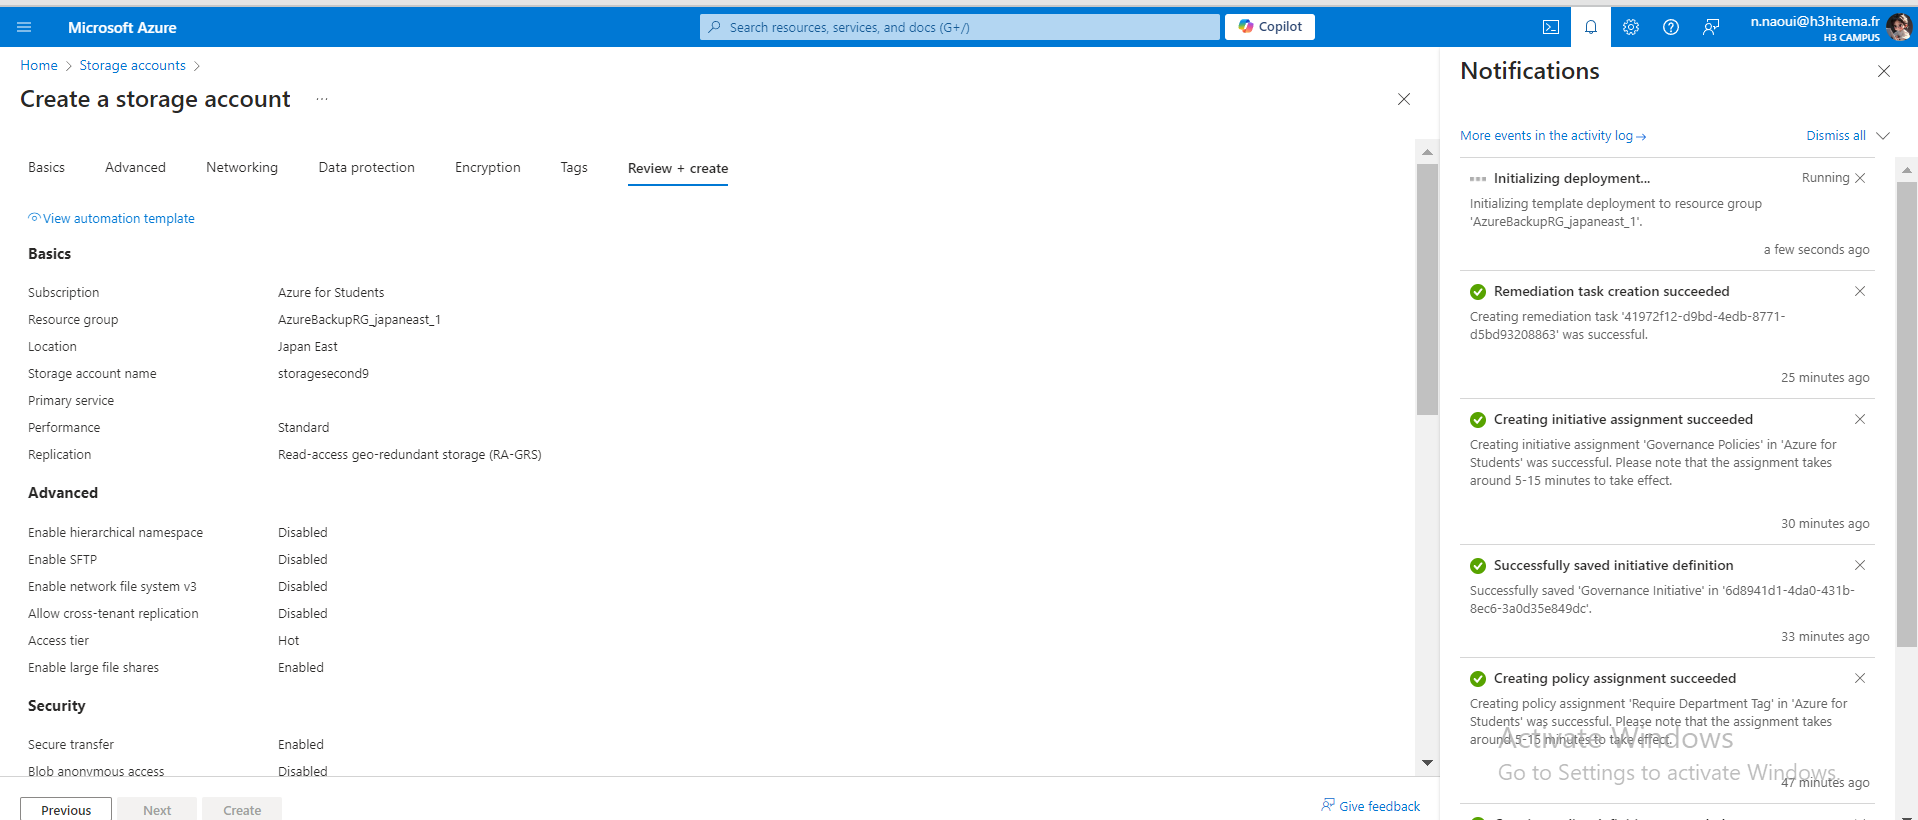 Microsoft Azure
Search resources, services, and docs (G+/)
Copilot
n.naoui@h3hitema.fr
H3 CAMPUS
Home > Storage accounts >
Create a storage account ...
Basics Advanced Networking Data protection Encryption Tags Review + create
View automation template
Basics
Subscription Azure for Students
Resource group AzureBackupRG_japaneast_1
Location Japan East
Storage account name storagesecond9
Primary service
Performance Standard
Replication Read-access geo-redundant storage (RA-GRS)
Advanced
Enable hierarchical namespace Disabled
Enable SFTP Disabled
Enable network file system v3 Disabled
Allow cross-tenant replication Disabled
Access tier Hot
Enable large file shares Enabled
Security
Secure transfer Enabled
Blob anonymous access Disabled
Previous Next Create
Give feedback
Notifications
More events in the activity log→ Dismiss all
Initializing deployment... Running
Initializing template deployment to resource group
'AzureBackupRG_japaneast_1'.
a few seconds ago
Remediation task creation succeeded
Creating remediation task '41972f12-d9bd-4edb-8771-
d5bd93208863' was successful.
25 minutes ago
Creating initiative assignment succeeded
Creating initiative assignment 'Governance Policies' in 'Azure for
Students' was successful. Please note that the assignment takes
around 5-15 minutes to take effect.
30 minutes ago
Successfully saved initiative definition
Successfully saved 'Governance Initiative' in '6d8941d1-4da0-431b-
8ec6-3a0d35e849dc'.
33 minutes ago
Creating policy assignment succeeded
Creating policy assignment 'Require Department Tag' in 'Azure for
Students' was successful. Please note that the assignment takes
around 5-15 minutes to take effect.
47 minutes ago
Activate Windows
Go to Settings to activate Windows.